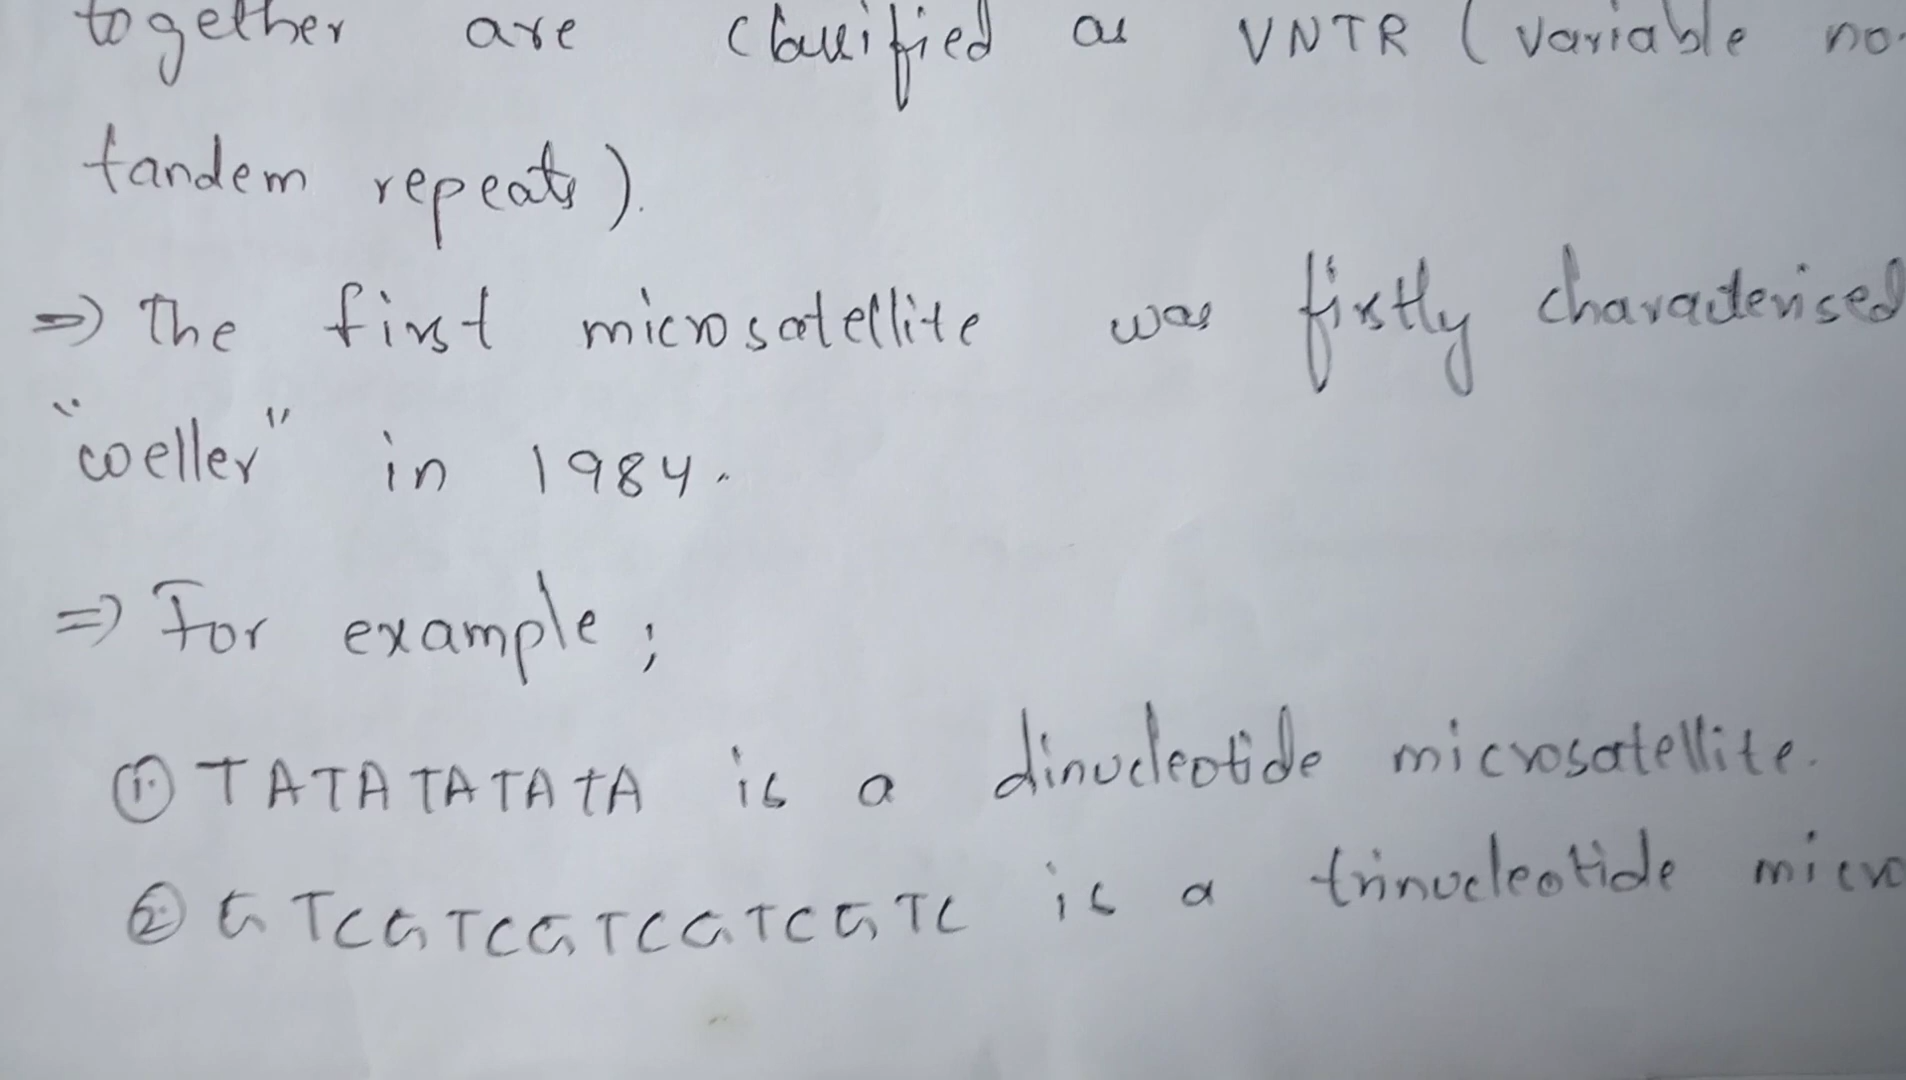 together are classified as VNTR (variable no.
tandem repeats).
⇒ The first microsatellite was firstly characterised
"coeller" in 1984.
⇒ For example;
① TATATATATA is a dinucleotide microsatellite.
② GTCGTCGTCGTCGTC is a trinucleotide micro